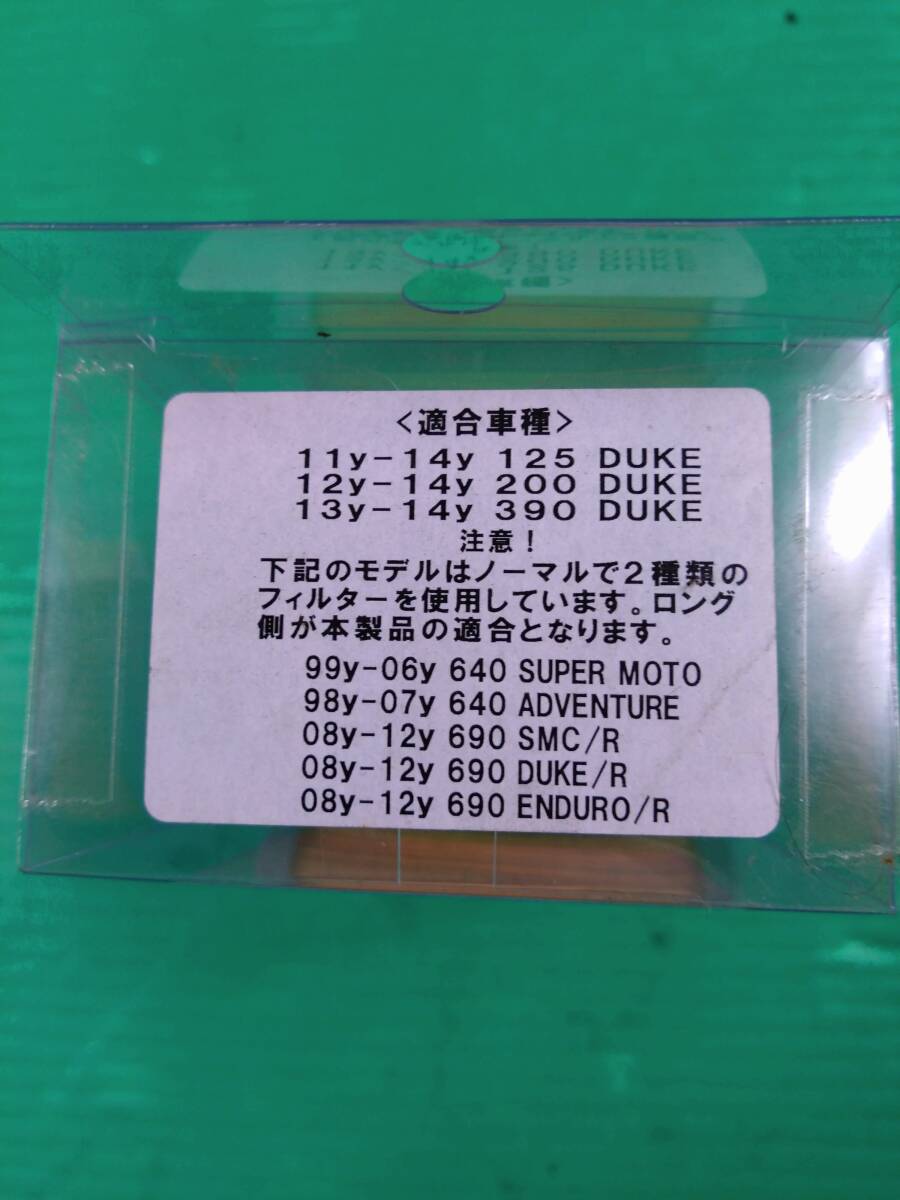 <適合車種>
11y-14y 125 DUKE
12y-14y 200 DUKE
13y-14y 390 DUKE
注意!
下記のモデルはノーマルで2種類の
フィルターを使用しています。ロング
側が本製品の適合となります。
99y-06y 640 SUPER MOTO
98y-07y 640 ADVENTURE
08y-12y 690 SMC/R
08y-12y 690 DUKE/R
08y-12y 690 ENDURO/R